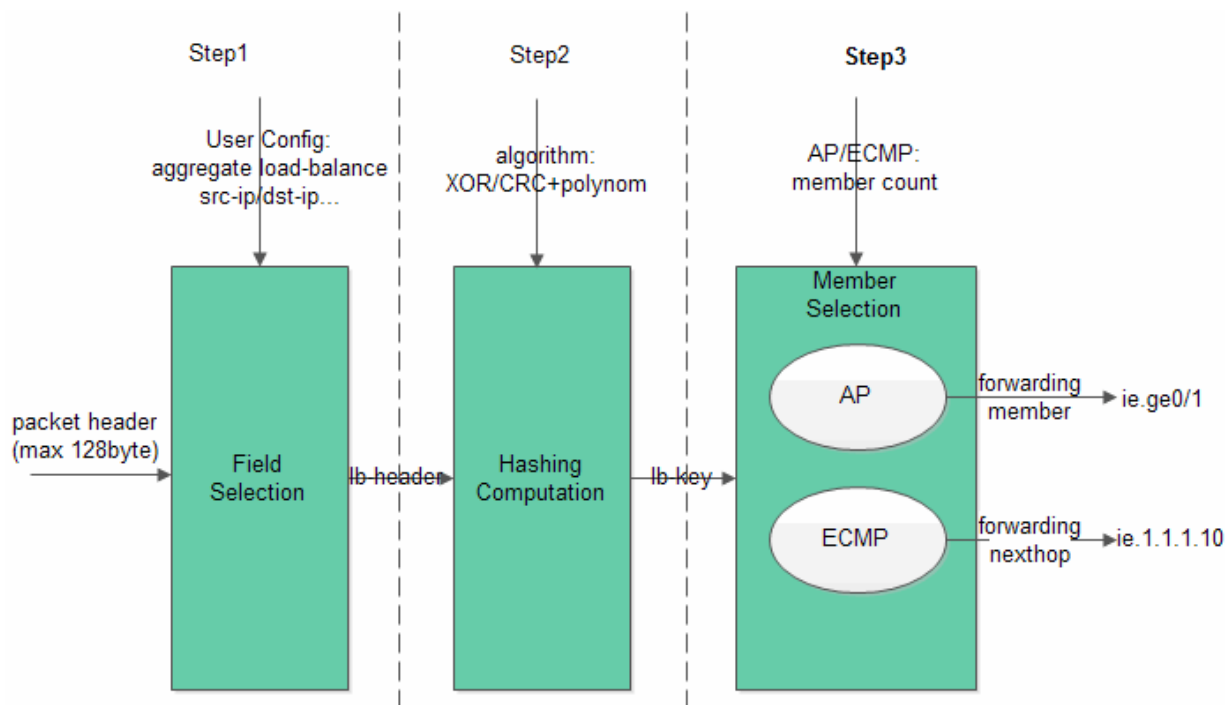 Step1
Step2
Step3
User Config:
aggregate load-balance
src-ip/dst-ip...
algorithm:
XOR/CRC+polynom
AP/ECMP:
member count
packet header
(max 128byte)
Field
Selection
lb-header
Hashing
Computation
lb-key
Member
Selection
AP
forwarding
member
ie.ge0/1
ECMP
forwarding
nexthop
ie.1.1.1.10